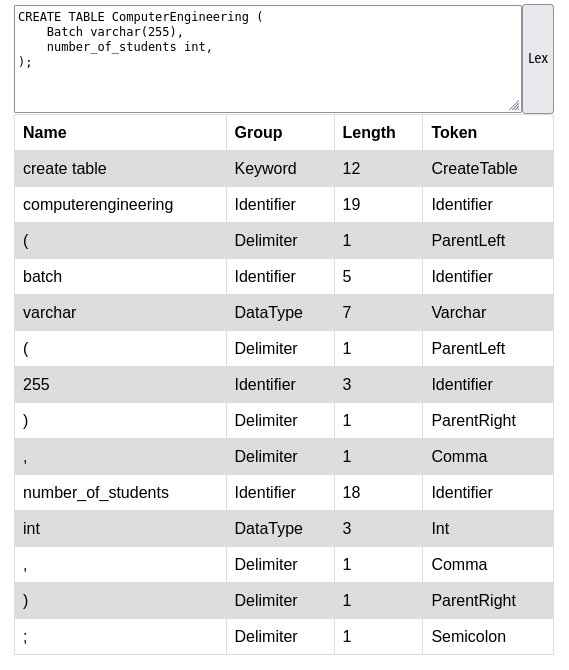 CREATE TABLE ComputerEngineering (
    Batch varchar(255),
    number_of_students int,
);
Lex
Name Group Length Token
create table Keyword 12 CreateTable
computerengineering Identifier 19 Identifier
( Delimiter 1 ParentLeft
batch Identifier 5 Identifier
varchar DataType 7 Varchar
( Delimiter 1 ParentLeft
255 Identifier 3 Identifier
) Delimiter 1 ParentRight
, Delimiter 1 Comma
number_of_students Identifier 18 Identifier
int DataType 3 Int
, Delimiter 1 Comma
) Delimiter 1 ParentRight
; Delimiter 1 Semicolon